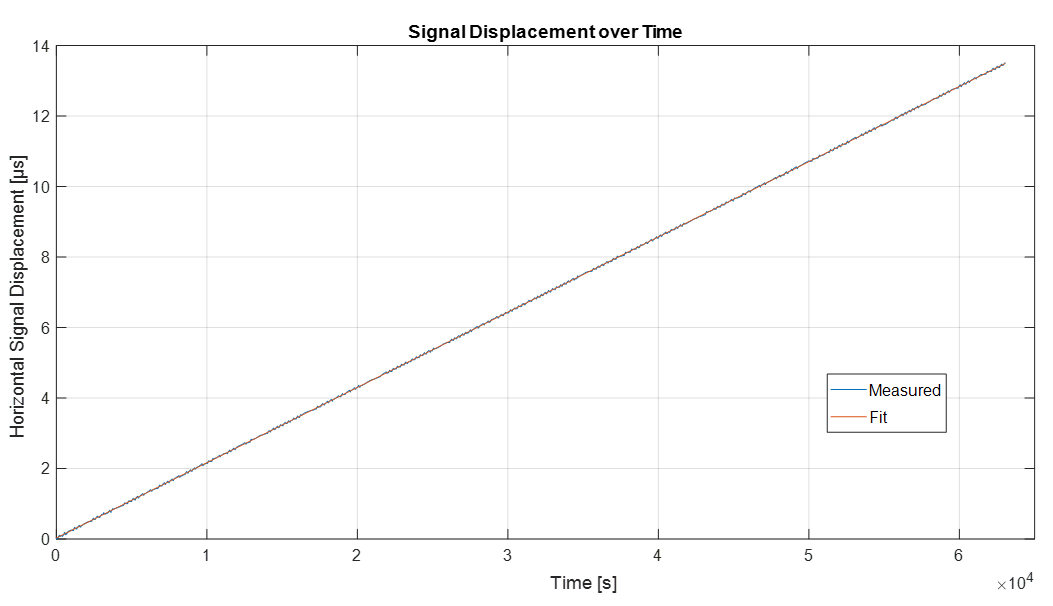 Signal Displacement over Time
Horizontal Signal Displacement [µs]
14
12
10
8
6
4
2
0
Measured
Fit
0 1 2 3 4 5 6
Time [s]
×10⁴